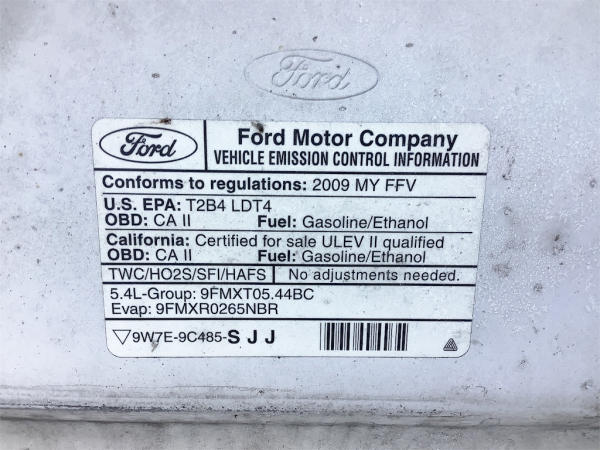 Ford
Ford
Ford Motor Company
VEHICLE EMISSION CONTROL INFORMATION
Conforms to regulations: 2009 MY FFV
U.S. EPA: T2B4 LDT4
OBD: CA II Fuel: Gasoline/Ethanol
California: Certified for sale ULEV II qualified
OBD: CA II Fuel: Gasoline/Ethanol
TWC/HO2S/SFI/HAFS No adjustments needed.
5.4L-Group: 9FMXT05.44BC
Evap: 9FMXR0265NBR
9W7E-9C485-SJJ